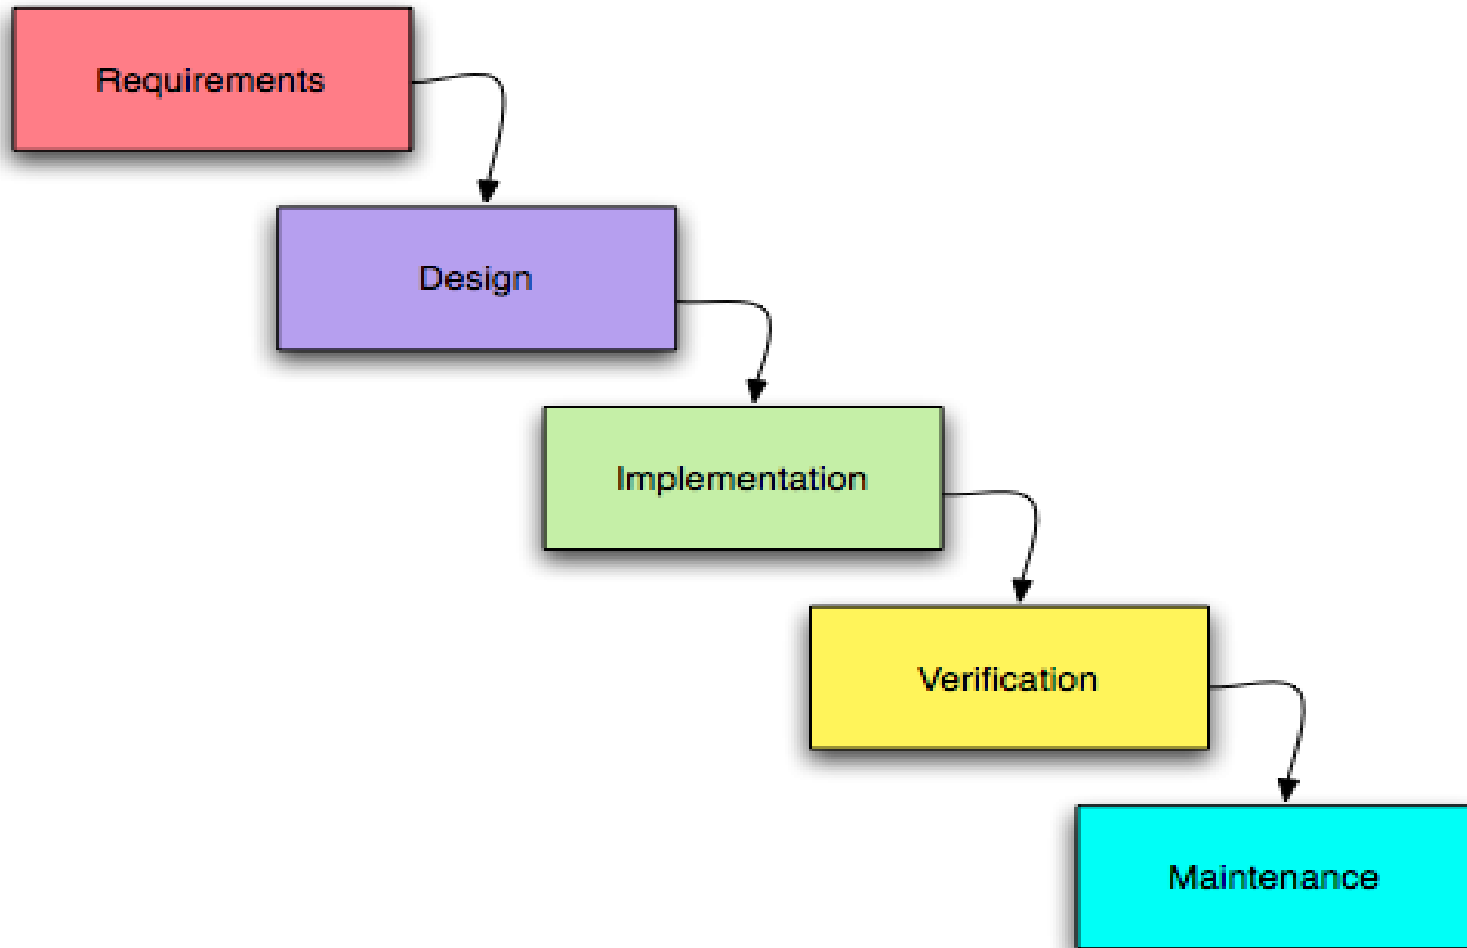 Requirements
Design
Implementation
Verification
Maintenance